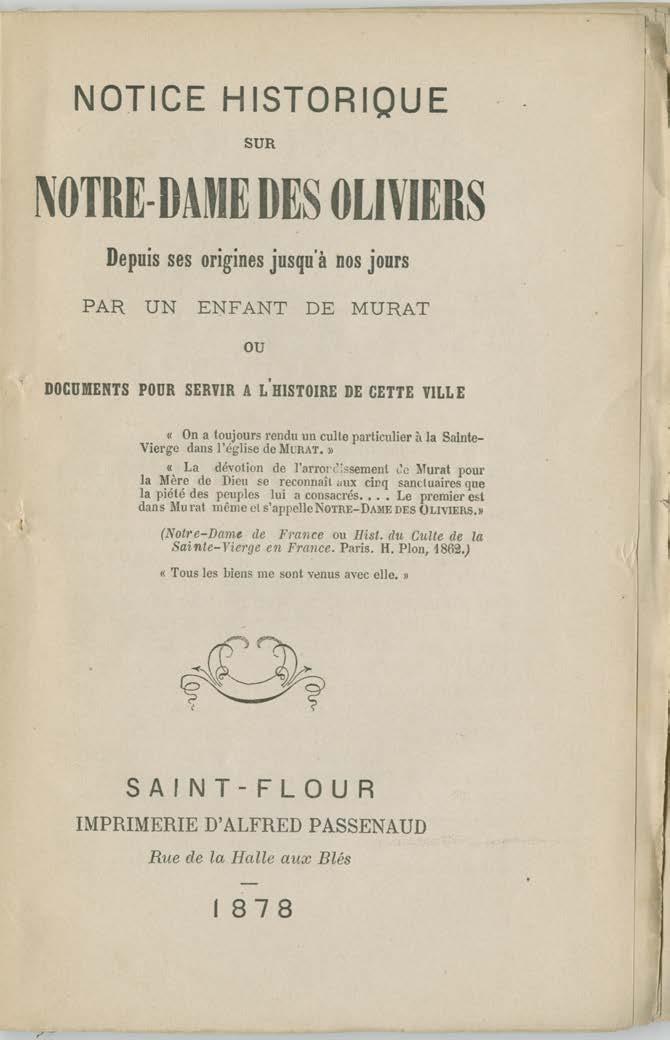 NOTICE HISTORIQUE
SUR
NOTRE-DAME DES OLIVIERS
Depuis ses origines jusqu'à nos jours
PAR UN ENFANT DE MURAT
OU
DOCUMENTS POUR SERVIR A L'HISTOIRE DE CETTE VILLE
« On a toujours rendu un culte particulier à la Sainte-
Vierge dans l'église de MURAT. »
« La dévotion de l'arrondissement de Murat pour
la Mère de Dieu se reconnaît aux cinq sanctuaires que
la piété des peuples lui a consacrés.... Le premier est
dans Murat même et s'appelle NOTRE-DAME DES OLIVIERS.»
(Notre-Dame de France ou Hist. du Culte de la
Sainte-Vierge en France. Paris. H. Plon, 1862.)
« Tous les biens me sont venus avec elle. »
SAINT-FLOUR
IMPRIMERIE D'ALFRED PASSENAUD
Rue de la Halle aux Blés
—
1878